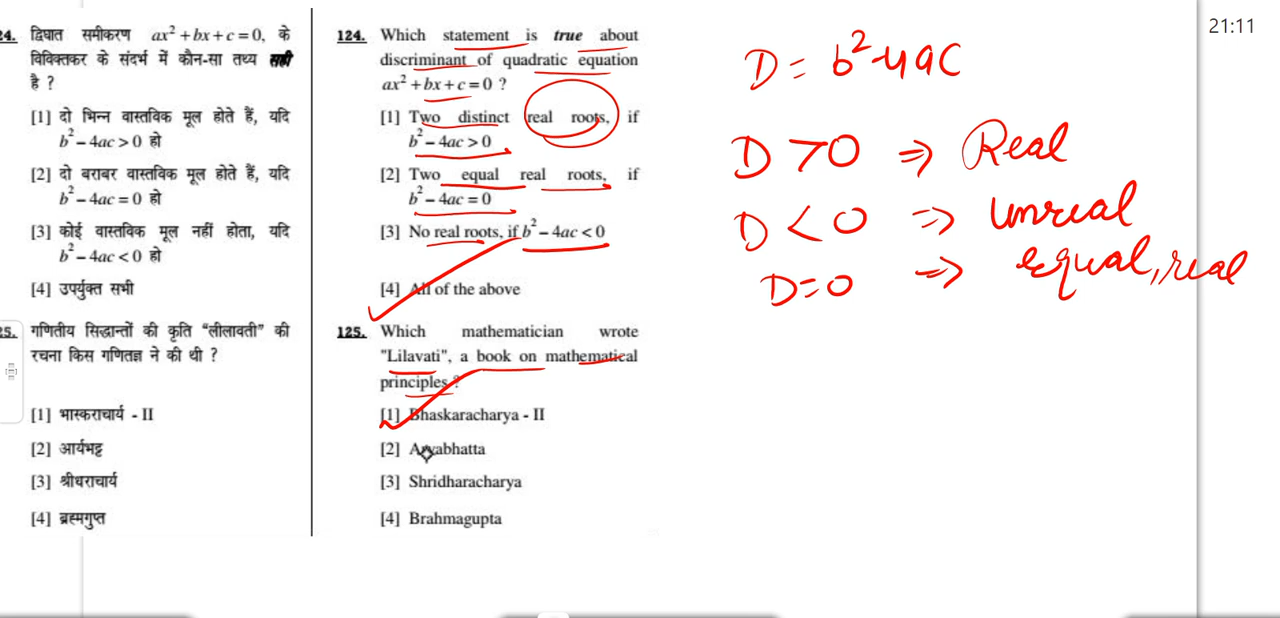 24. द्विघात समीकरण ax² + bx + c = 0, के
विविक्तकर के संदर्भ में कौन-सा तथ्य सही
है ?
[1] दो भिन्न वास्तविक मूल होते हैं, यदि
b² – 4ac > 0 हो
[2] दो बराबर वास्तविक मूल होते हैं, यदि
b² – 4ac = 0 हो
[3] कोई वास्तविक मूल नहीं होता, यदि
b² – 4ac < 0 हो
[4] उपर्युक्त सभी
25. गणितीय सिद्धान्तों की कृति “लीलावती” की
रचना किस गणितज्ञ ने की थी ?
[1] भास्कराचार्य - II
[2] आर्यभट्ट
[3] श्रीधराचार्य
[4] ब्रह्मगुप्त
124. Which statement is true about
discriminant of quadratic equation
ax² + bx + c = 0 ?
[1] Two distinct real roots, if
b² – 4ac > 0
[2] Two equal real roots, if
b² – 4ac = 0
[3] No real roots, if b² – 4ac < 0
[4] All of the above
125. Which mathematician wrote
"Lilavati", a book on mathematical
principles ?
[1] Bhaskaracharya - II
[2] Aryabhatta
[3] Shridharacharya
[4] Brahmagupta
D = b² - 4ac
D > 0 ⇒ Real
D < 0 ⇒ unreal
D = 0 ⇒ equal, real
21:11